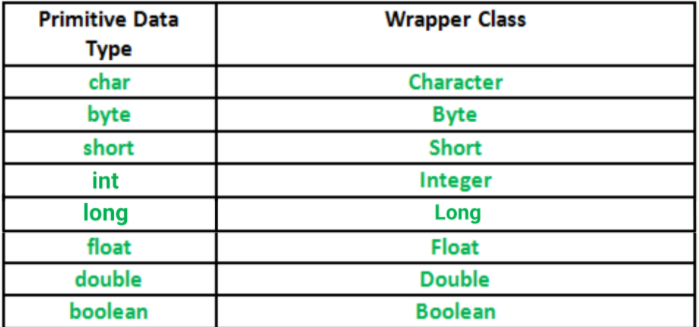 Primitive Data Type Wrapper Class
char Character
byte Byte
short Short
int Integer
long Long
float Float
double Double
boolean Boolean